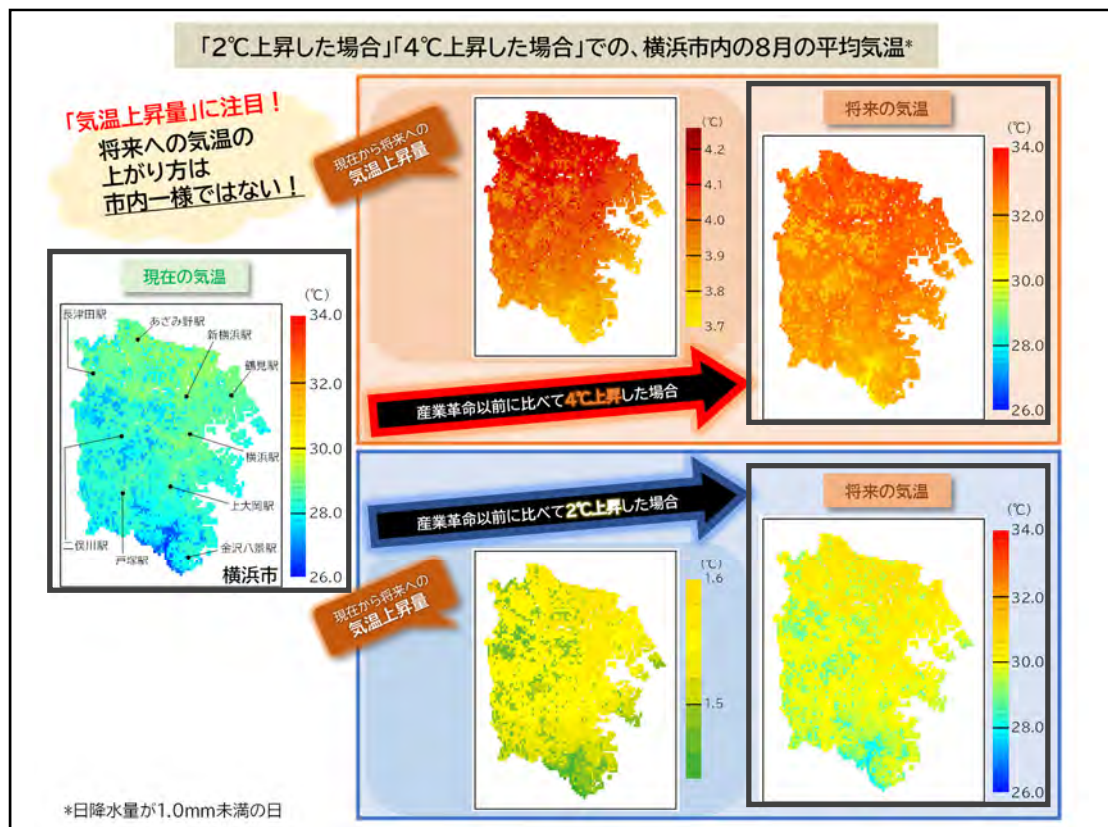 「2℃上昇した場合」「4℃上昇した場合」での、横浜市内の8月の平均気温*
「気温上昇量」に注目！
将来への気温の
上がり方は
市内一様ではない！
現在から将来への
気温上昇量
(℃)
4.2
4.1
4.0
3.9
3.8
3.7
将来の気温
(℃)
34.0
32.0
30.0
28.0
26.0
産業革命以前に比べて4℃上昇した場合
現在の気温
(℃)
34.0
32.0
30.0
28.0
26.0
長津田駅
あざみ野駅
新横浜駅
鶴見駅
横浜駅
上大岡駅
金沢八景駅
二俣川駅
戸塚駅
横浜市
産業革命以前に比べて2℃上昇した場合
現在から将来への
気温上昇量
(℃)
1.6
1.5
将来の気温
(℃)
34.0
32.0
30.0
28.0
26.0
*日降水量が1.0mm未満の日